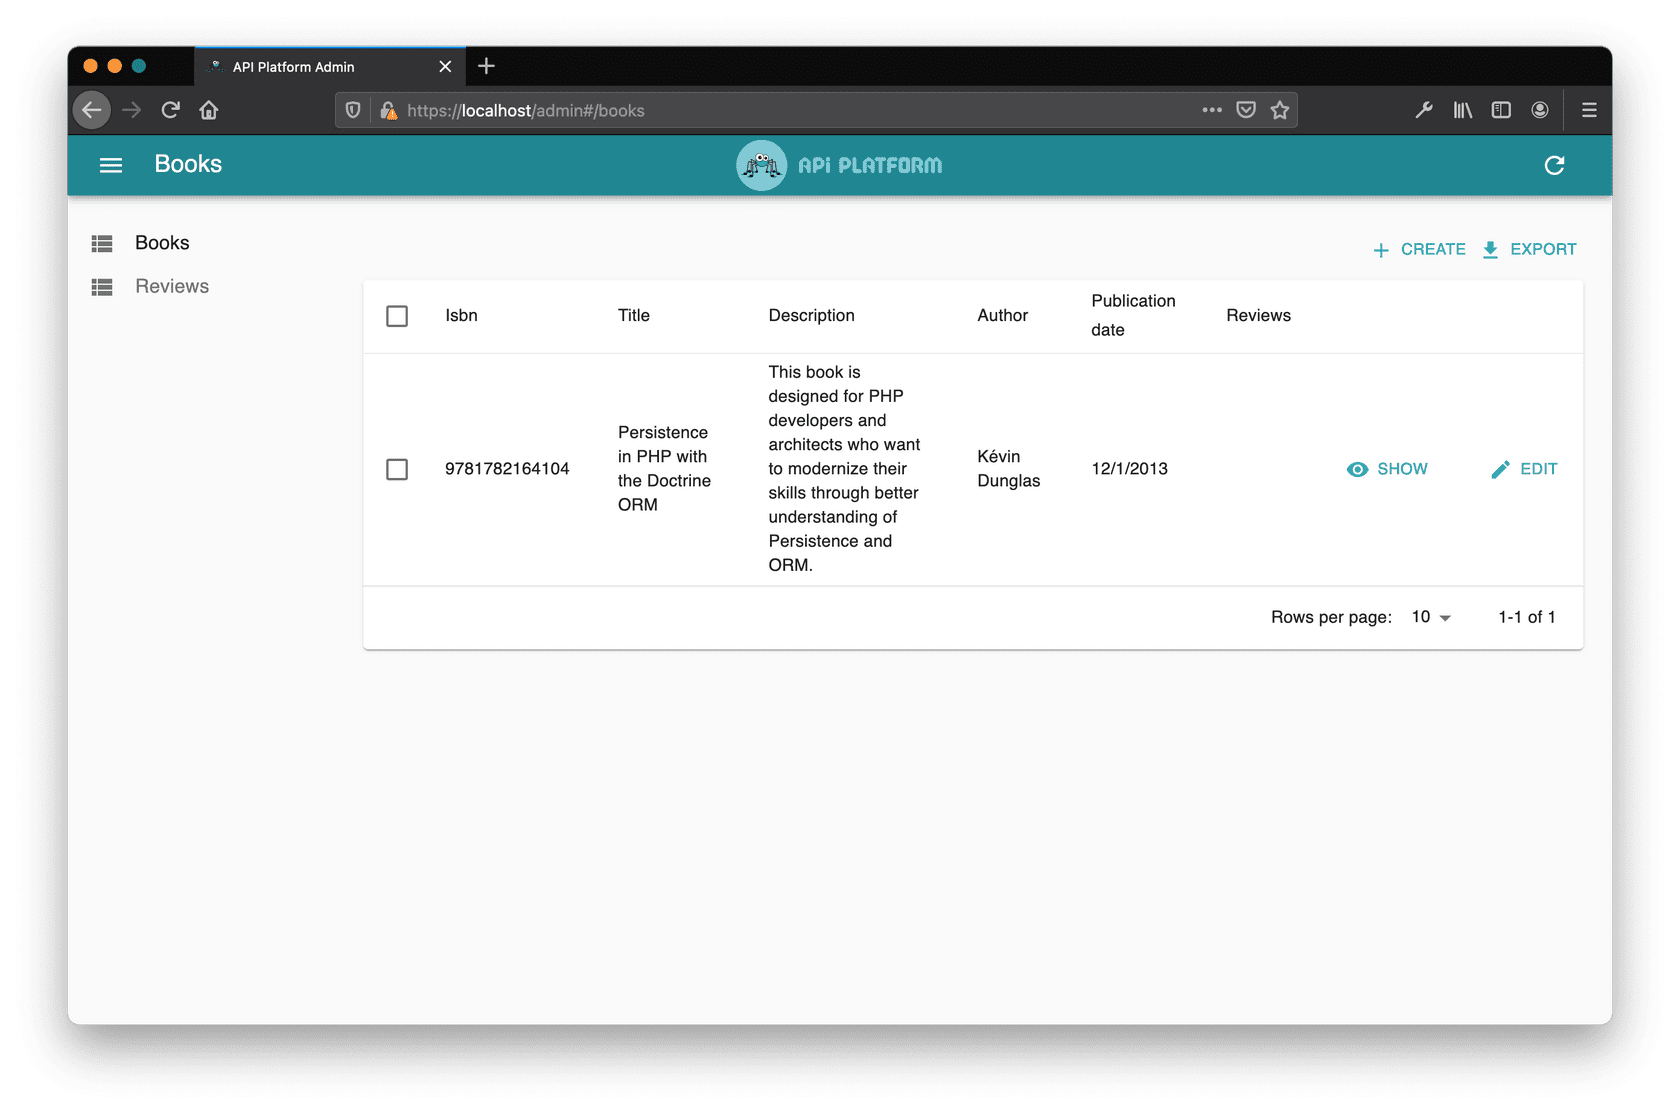 API Platform Admin
https://localhost/admin#/books
Books
API PLATFORM
Books
Reviews
CREATE
EXPORT
Isbn
Title
Description
Author
Publication
date
Reviews
9781782164104
Persistence
in PHP with
the Doctrine
ORM
This book is
designed for PHP
developers and
architects who want
to modernize their
skills through better
understanding of
Persistence and
ORM.
Kévin
Dunglas
12/1/2013
SHOW
EDIT
Rows per page: 10
1-1 of 1